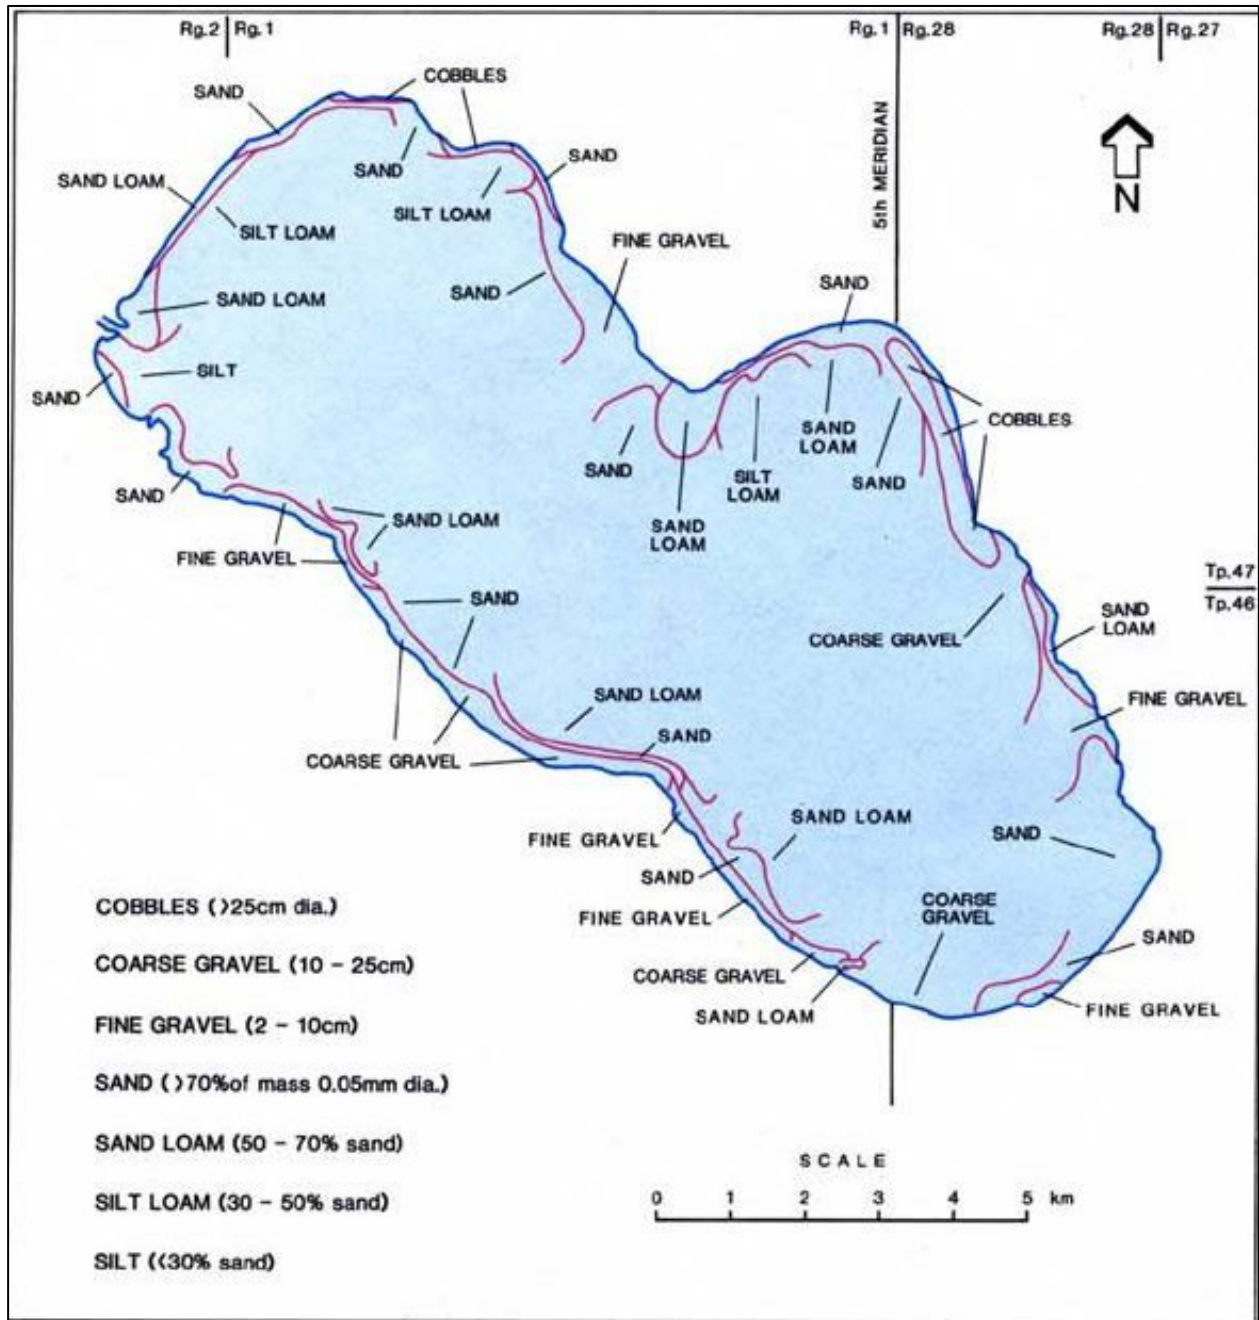 Rg.2 Rg.1
Rg.1 Rg.28
Rg.28 Rg.27
COBBLES
SAND
5th MERIDIAN
N
SAND
SAND
SAND LOAM
SILT LOAM
SILT LOAM
FINE GRAVEL
SAND
SAND
SAND LOAM
SILT
SAND
COBBLES
SAND
LOAM
SAND
SILT
LOAM
SAND
SAND
SAND
LOAM
SAND LOAM
FINE GRAVEL
Tp.47
Tp.46
SAND
SAND
LOAM
COARSE GRAVEL
SAND LOAM
FINE GRAVEL
SAND
COARSE GRAVEL
SAND LOAM
FINE GRAVEL
SAND
SAND
COARSE
GRAVEL
FINE GRAVEL
SAND
COARSE GRAVEL
SAND LOAM
FINE GRAVEL
COBBLES (>25cm dia.)
COARSE GRAVEL (10 - 25cm)
FINE GRAVEL (2 - 10cm)
SAND (>70%of mass 0.05mm dia.)
SAND LOAM (50 - 70% sand)
SILT LOAM (30 - 50% sand)
SILT (<30% sand)
SCALE
0 1 2 3 4 5 km